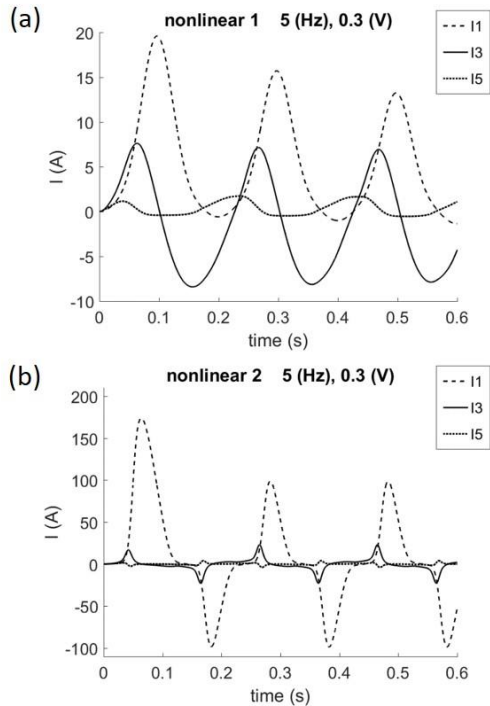 (a)
nonlinear 1 5 (Hz), 0.3 (V)
I1
I3
I5
20
15
10
5
0
-5
-10
I (A)
0 0.1 0.2 0.3 0.4 0.5 0.6
time (s)
(b)
nonlinear 2 5 (Hz), 0.3 (V)
I1
I3
I5
200
150
100
50
0
-50
-100
I (A)
0 0.1 0.2 0.3 0.4 0.5 0.6
time (s)